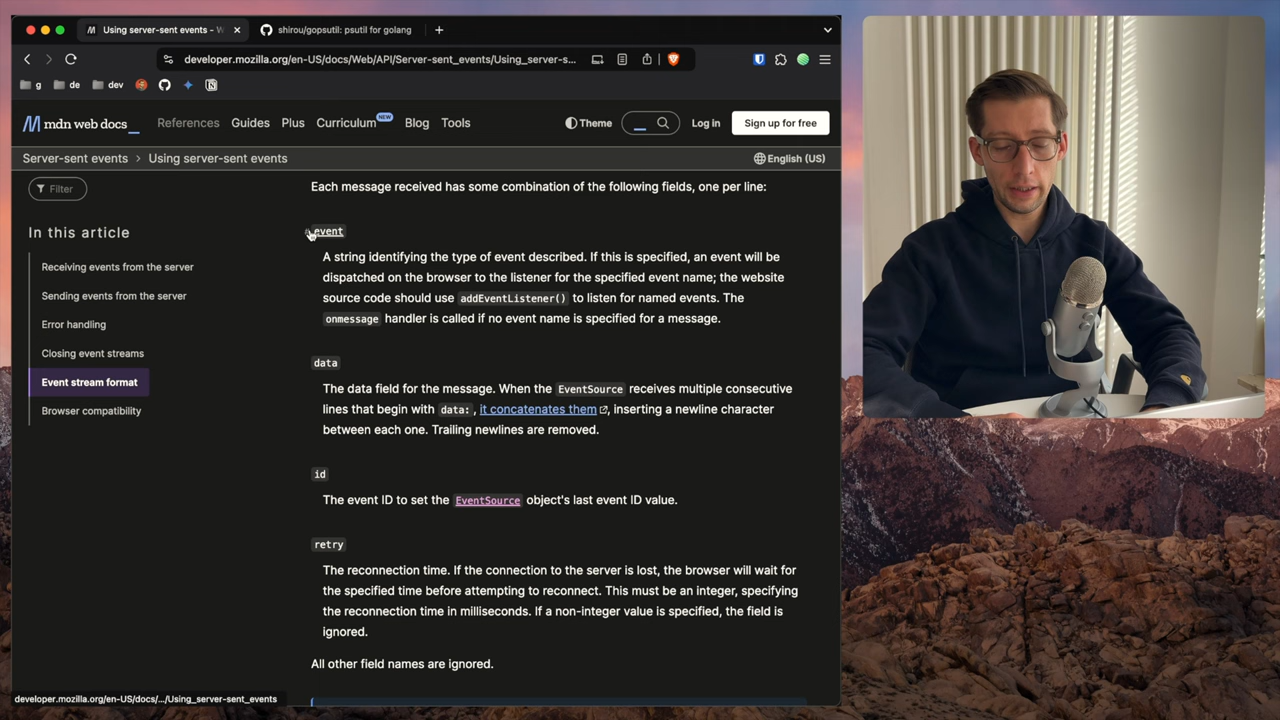 Using server-sent events - W
shirou/gopsutil: psutil for golang
developer.mozilla.org/en-US/docs/Web/API/Server-sent_events/Using_server-s...
g
de
dev
mdn web docs_
References
Guides
Plus
Curriculum NEW
Blog
Tools
Theme
Log in
Sign up for free
Server-sent events > Using server-sent events
English (US)
Filter
In this article
Receiving events from the server
Sending events from the server
Error handling
Closing event streams
Event stream format
Browser compatibility
Each message received has some combination of the following fields, one per line:
event
A string identifying the type of event described. If this is specified, an event will be
dispatched on the browser to the listener for the specified event name; the website
source code should use addEventListener() to listen for named events. The
onmessage handler is called if no event name is specified for a message.
data
The data field for the message. When the EventSource receives multiple consecutive
lines that begin with data:, it concatenates them, inserting a newline character
between each one. Trailing newlines are removed.
id
The event ID to set the EventSource object's last event ID value.
retry
The reconnection time. If the connection to the server is lost, the browser will wait for
the specified time before attempting to reconnect. This must be an integer, specifying
the reconnection time in milliseconds. If a non-integer value is specified, the field is
ignored.
All other field names are ignored.
developer.mozilla.org/en-US/docs/.../Using_server-sent_events